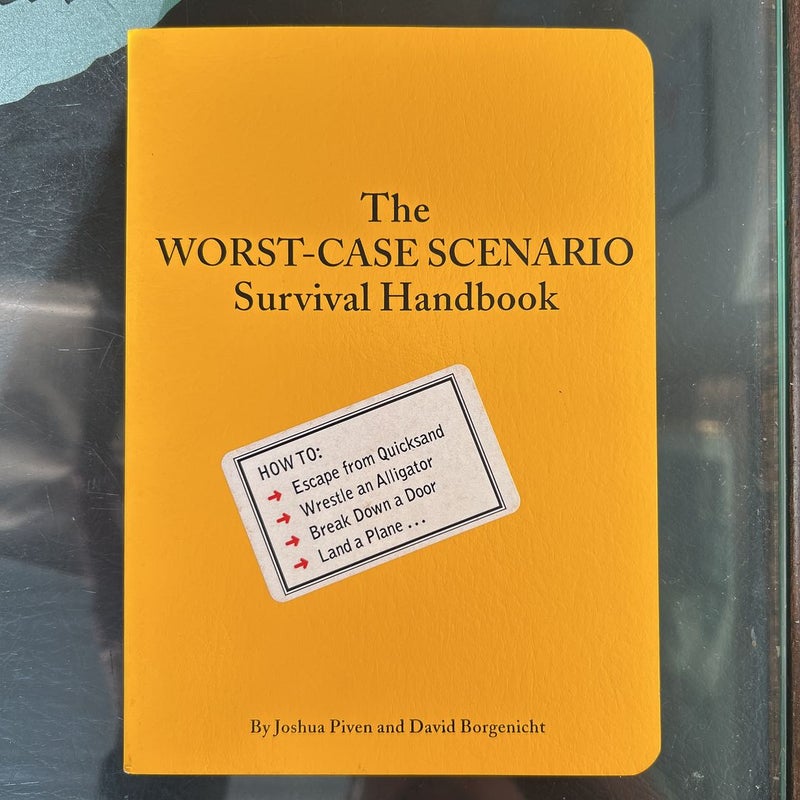 The
WORST-CASE SCENARIO
Survival Handbook
HOW TO:
➔ Escape from Quicksand
➔ Wrestle an Alligator
➔ Break Down a Door
➔ Land a Plane ...
By Joshua Piven and David Borgenicht